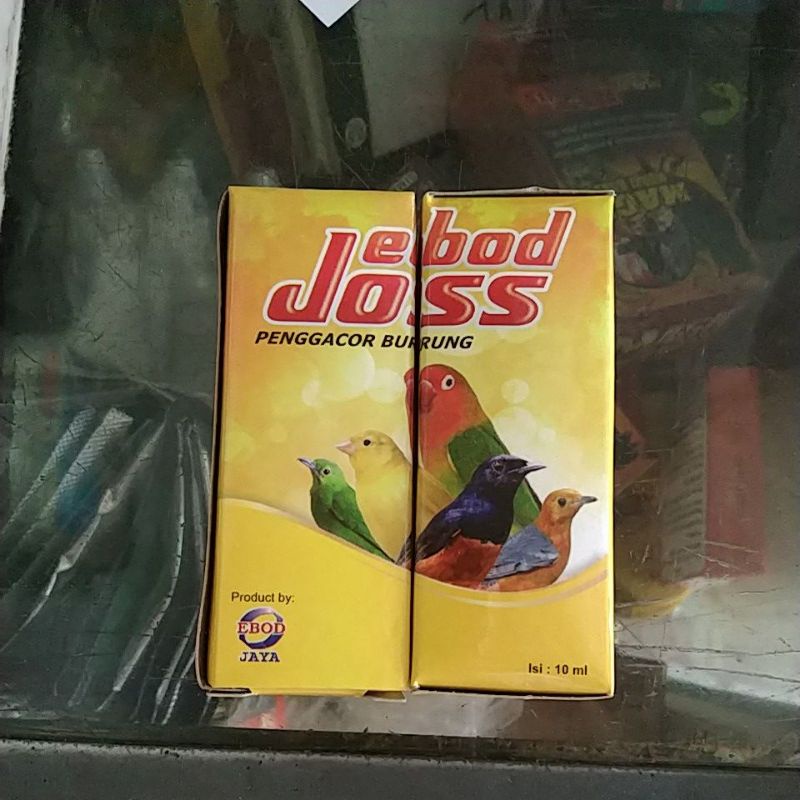 ebod
Joss
PENGGACOR BURRUNG
Product by:
EBOD
JAYA
Isi : 10 ml